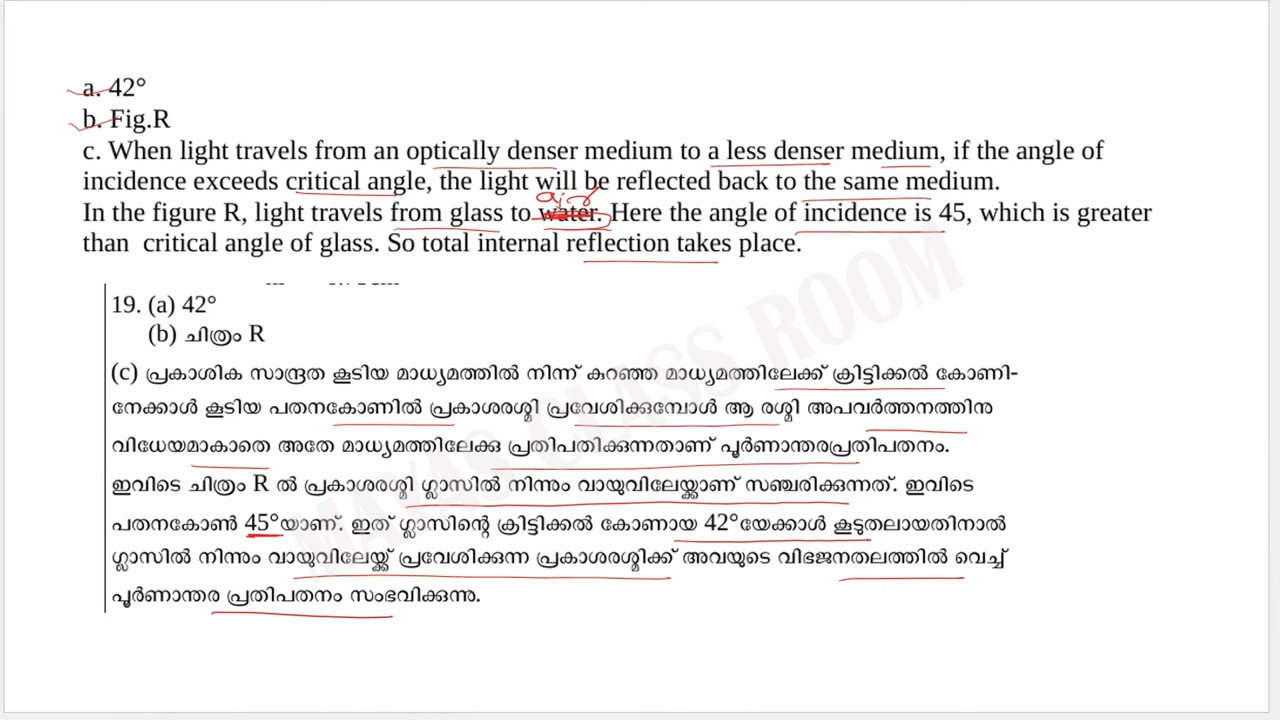 a. 42°
b. Fig.R
c. When light travels from an optically denser medium to a less denser medium, if the angle of
incidence exceeds critical angle, the light will be reflected back to the same medium.
air
In the figure R, light travels from glass to water. Here the angle of incidence is 45, which is greater
than critical angle of glass. So total internal reflection takes place.
19. (a) 42°
(b) ചിത്രം R
(c) പ്രകാശിക സാന്ദ്രത കൂടിയ മാധ്യമത്തിൽ നിന്ന് കുറഞ്ഞ മാധ്യമത്തിലേക്ക് ക്രിട്ടിക്കൽ കോണി-
നേക്കാൾ കൂടിയ പതനകോണിൽ പ്രകാശരശ്മി പ്രവേശിക്കുമ്പോൾ ആ രശ്മി അപവർത്തനത്തിനു
വിധേയമാകാതെ അതേ മാധ്യമത്തിലേക്കു പ്രതിപതിക്കുന്നതാണ് പൂർണാന്തരപ്രതിപതനം.
ഇവിടെ ചിത്രം R ൽ പ്രകാശരശ്മി ഗ്ലാസിൽ നിന്നും വായുവിലേയ്ക്കാണ് സഞ്ചരിക്കുന്നത്. ഇവിടെ
പതനകോൺ 45°യാണ്. ഇത് ഗ്ലാസിന്റെ ക്രിട്ടിക്കൽ കോണായ 42°യേക്കാൾ കൂടുതലായതിനാൽ
ഗ്ലാസിൽ നിന്നും വായുവിലേയ്ക്ക് പ്രവേശിക്കുന്ന പ്രകാശരശ്മിക്ക് അവയുടെ വിഭജനതലത്തിൽ വെച്ച്
പൂർണാന്തര പ്രതിപതനം സംഭവിക്കുന്നു.
MAYAS CLASS ROOM